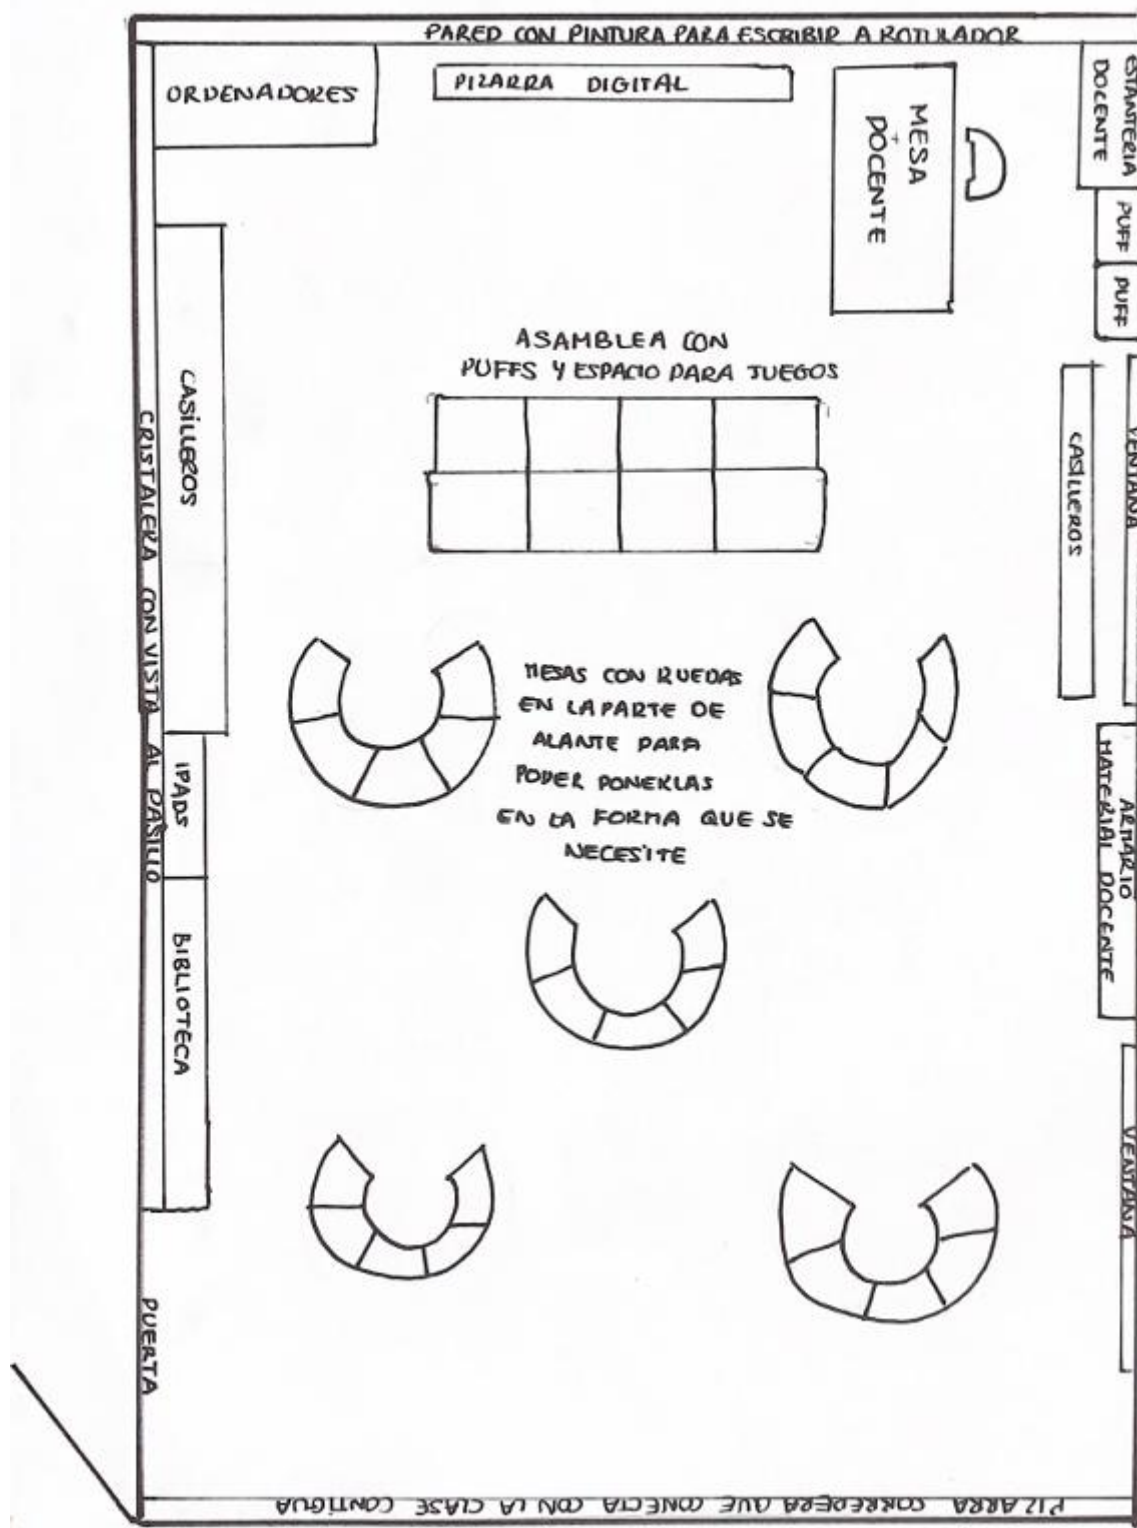 PARED CON PINTURA PARA ESCRIBIR A ROTULADOR
ORDENADORES
PIZARRA DIGITAL
MESA
DOCENTE
ESTANTERIA
DOCENTE
PUFF
PUFF
ASAMBLEA CON
PUFFS Y ESPACIO PARA JUEGOS
CASILLEROS
CRISTALERA CON VISTA AL PASILLO
VENTANA
CASILLEROS
MESAS CON RUEDAS
EN LA PARTE DE
ALANTE PARA
PODER PONERLAS
EN LA FORMA QUE SE
NECESITE
IPADS
ARMARIO
MATERIAL DOCENTE
BIBLIOTECA
VENTANA
PUERTA
PIZARRA CORREDERA QUE CONECTA CON LA CLASE CONTIGUA